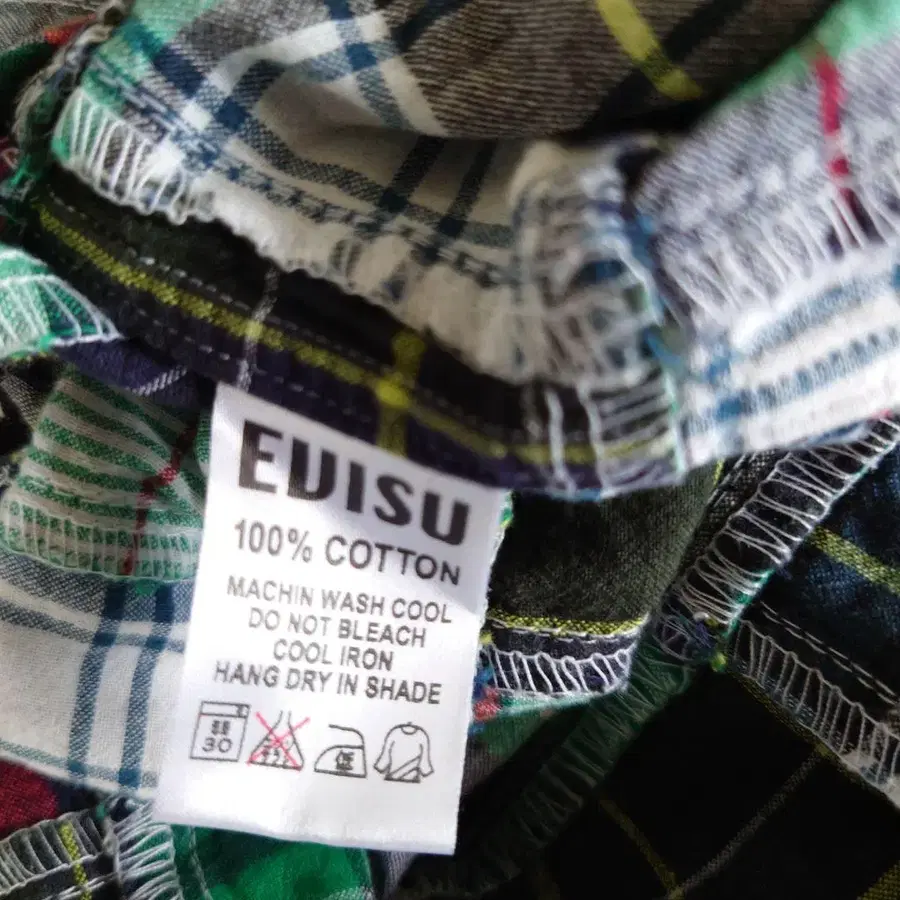 EVISU
100% COTTON
MACHIN WASH COOL
DO NOT BLEACH
COOL IRON
HANG DRY IN SHADE
30